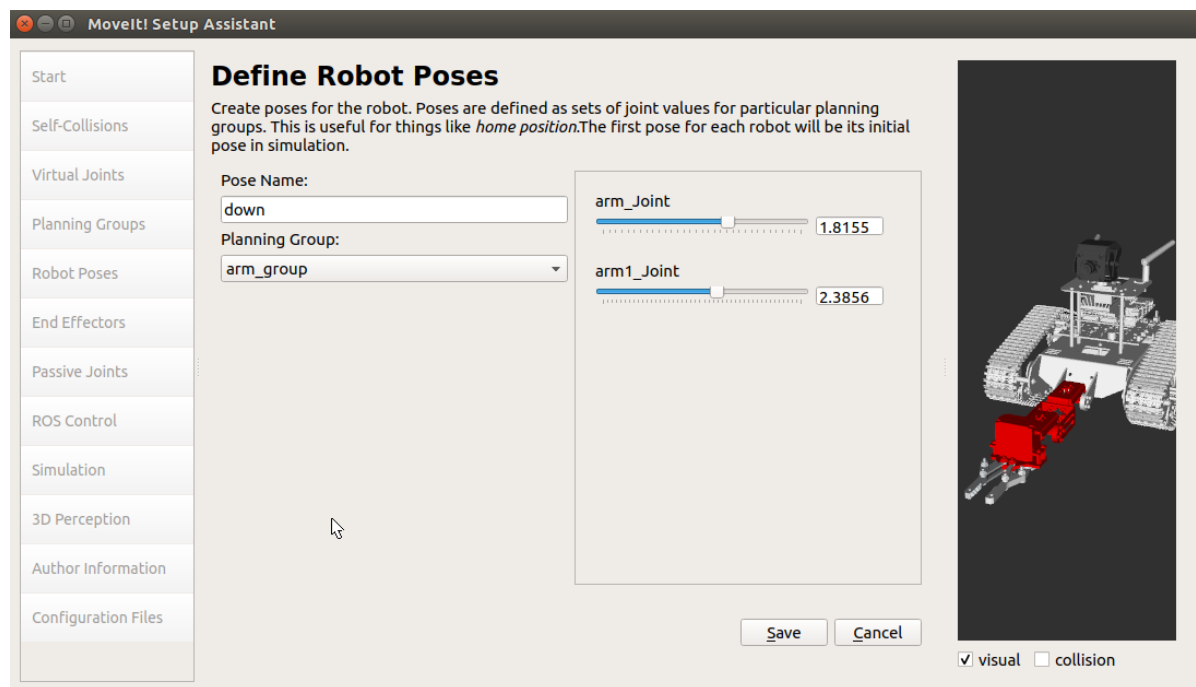 MoveIt! Setup Assistant
Start
Self-Collisions
Virtual Joints
Planning Groups
Robot Poses
End Effectors
Passive Joints
ROS Control
Simulation
3D Perception
Author Information
Configuration Files
Define Robot Poses
Create poses for the robot. Poses are defined as sets of joint values for particular planning
groups. This is useful for things like home position.The first pose for each robot will be its initial
pose in simulation.
Pose Name:
down
Planning Group:
arm_group
arm_Joint
1.8155
arm1_Joint
2.3856
Save
Cancel
visual
collision